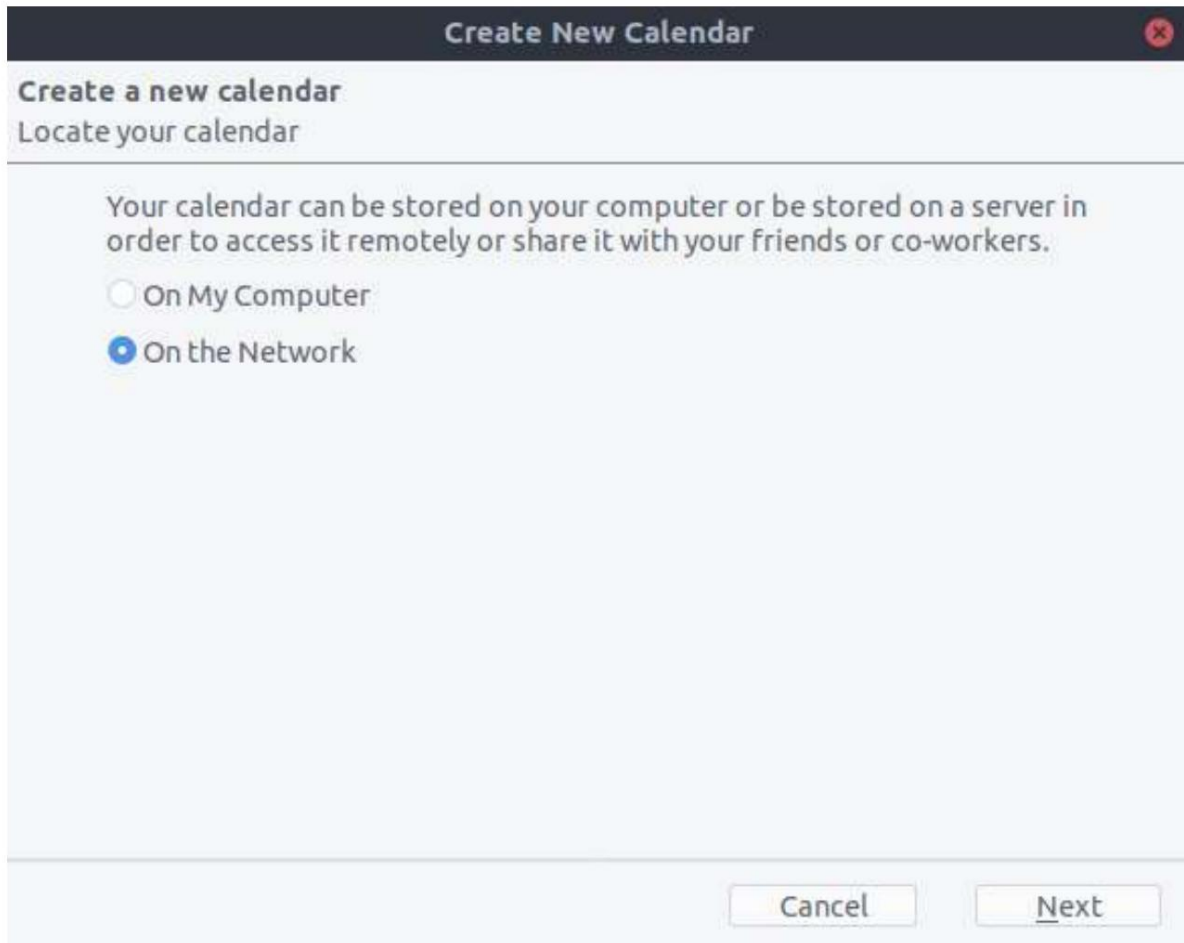 Create New Calendar
Create a new calendar
Locate your calendar
Your calendar can be stored on your computer or be stored on a server in
order to access it remotely or share it with your friends or co-workers.
On My Computer
On the Network
Cancel
Next